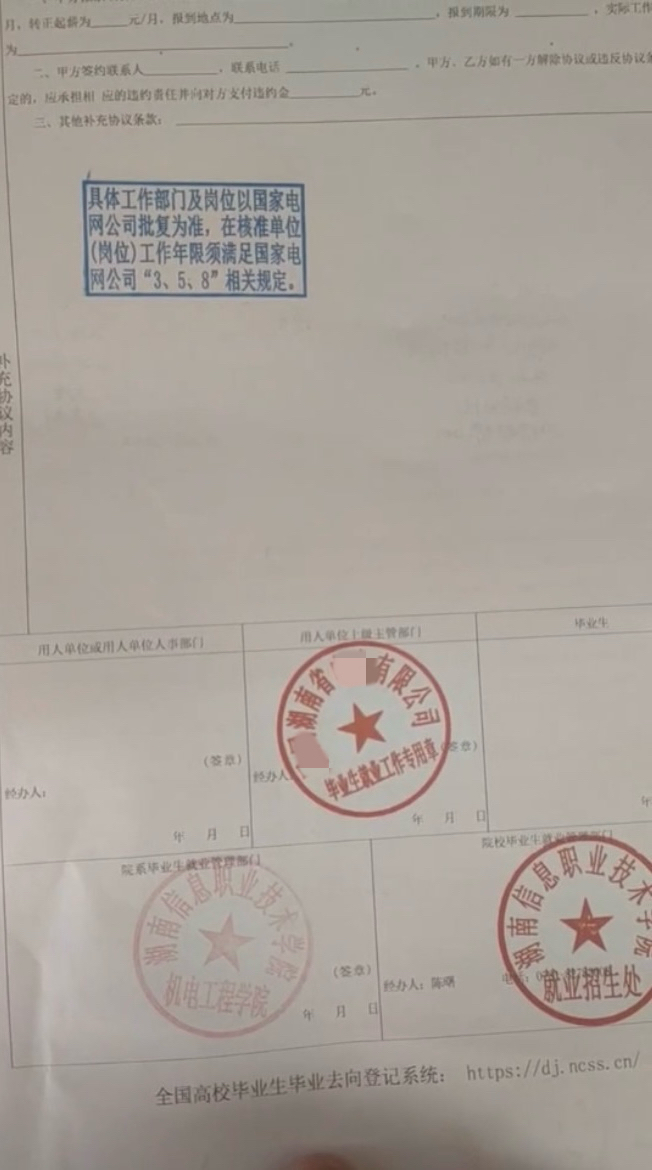 月、转正起薪为 元/月，报到地点为 ，报到期限为 ，实际工作
为 。
二、甲方签约联系人 ，联系电话 ，甲方、乙方如有一方解除协议或违反协议条
定的，应承担相 应的违约责任并向对方支付违约金 元。
三、其他补充协议条款：
具体工作部门及岗位以国家电
网公司批复为准，在核准单位
(岗位)工作年限须满足国家电
网公司“3、5、8”相关规定。
补充协议内容
用人单位或用人单位人事部门
用人单位上级主管部门
毕业生
湖南省 有限公司
毕业生就业工作专用章
（签章）
（签章）
经办人：
经办人
年 月 日
年 月 日
年
院系毕业生就业管理部门
院校毕业生就业管理部门
湖南信息职业技术学院
机电工程学院
（签章）
年 月 日
湖南信息职业技术学院
就业招生处
经办人：陈曙
全国高校毕业生毕业去向登记系统： https://dj.ncss.cn/